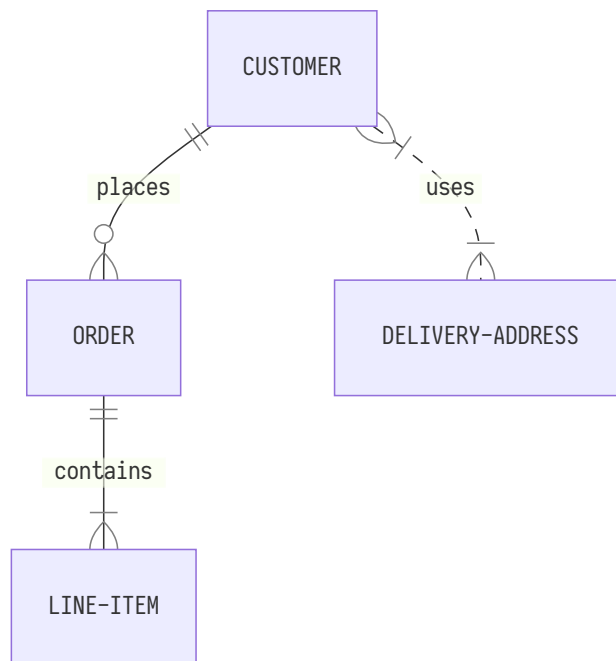 CUSTOMER
places
uses
ORDER
DELIVERY-ADDRESS
contains
LINE-ITEM